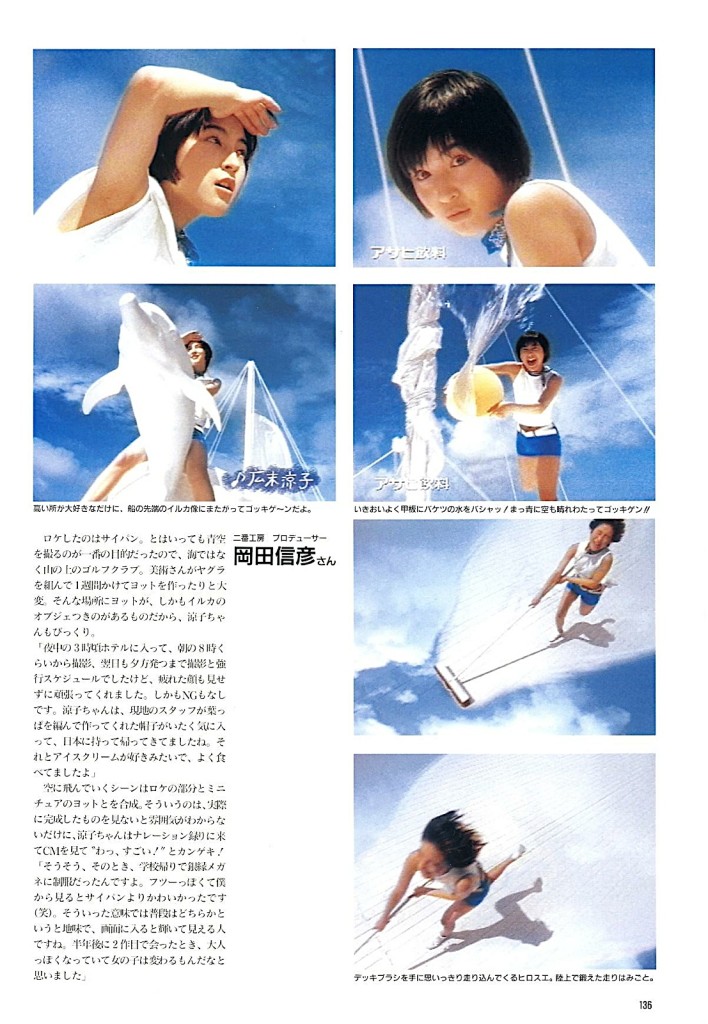 アサヒ飲料
♪広末涼子
アサヒ飲料
高い所が大好きなだけに、船の先端のイルカ像にまたがってゴッキゲーンだよ。
いきおいよく甲板にバケツの水をバシャッ！まっ青に空も晴れわたってゴッキゲン!!
二番工房　プロデューサー
岡田信彦さん
　ロケしたのはサイパン。とはいっても青空
を撮るのが一番の目的だったので、海ではなく
山の上のゴルフクラブ。美術さんがヤグラ
を組んで１週間かけてヨットを作ったりと大
変。そんな場所にヨットが、しかもイルカの
オブジェつきのがあるものだから、涼子ちゃ
んもびっくり。
「夜中の３時頃ホテルに入って、朝の８時く
らいから撮影、翌日も夕方発つまで撮影と強
行スケジュールでしたけど、疲れた顔も見せ
ずに頑張ってくれました。しかもNGもなし
です。涼子ちゃんは、現地のスタッフが葉っ
ぱを編んで作ってくれた帽子がいたく気に入
って、日本に持って帰ってきてましたね。そ
れとアイスクリームが好きみたいで、よく食
べてましたよ」
　空に飛んでいくシーンはロケの部分とミニ
チュアのヨットとを合成。そういうのは、実際
に完成したものを見ないと雰囲気がわからな
いだけに、涼子ちゃんはナレーション録りに来
てCMを見て“わっ、すごい！”とカンゲキ！
「そうそう、そのとき、学校帰りで銀縁メガ
ネに制服だったんですよ。フツーっぽくて僕
から見るとサイパンよりかわいかったです
(笑)。そういった意味では普段はどちらかと
いうと地味で、画面に入ると輝いて見える人
ですね。半年後に２作目で会ったとき、大人
っぽくなっていて女の子は変わるもんだなと
思いました」
デッキブラシを手に思いっきり走り込んでくるヒロスエ。陸上で鍛えた走りはみごと。
136